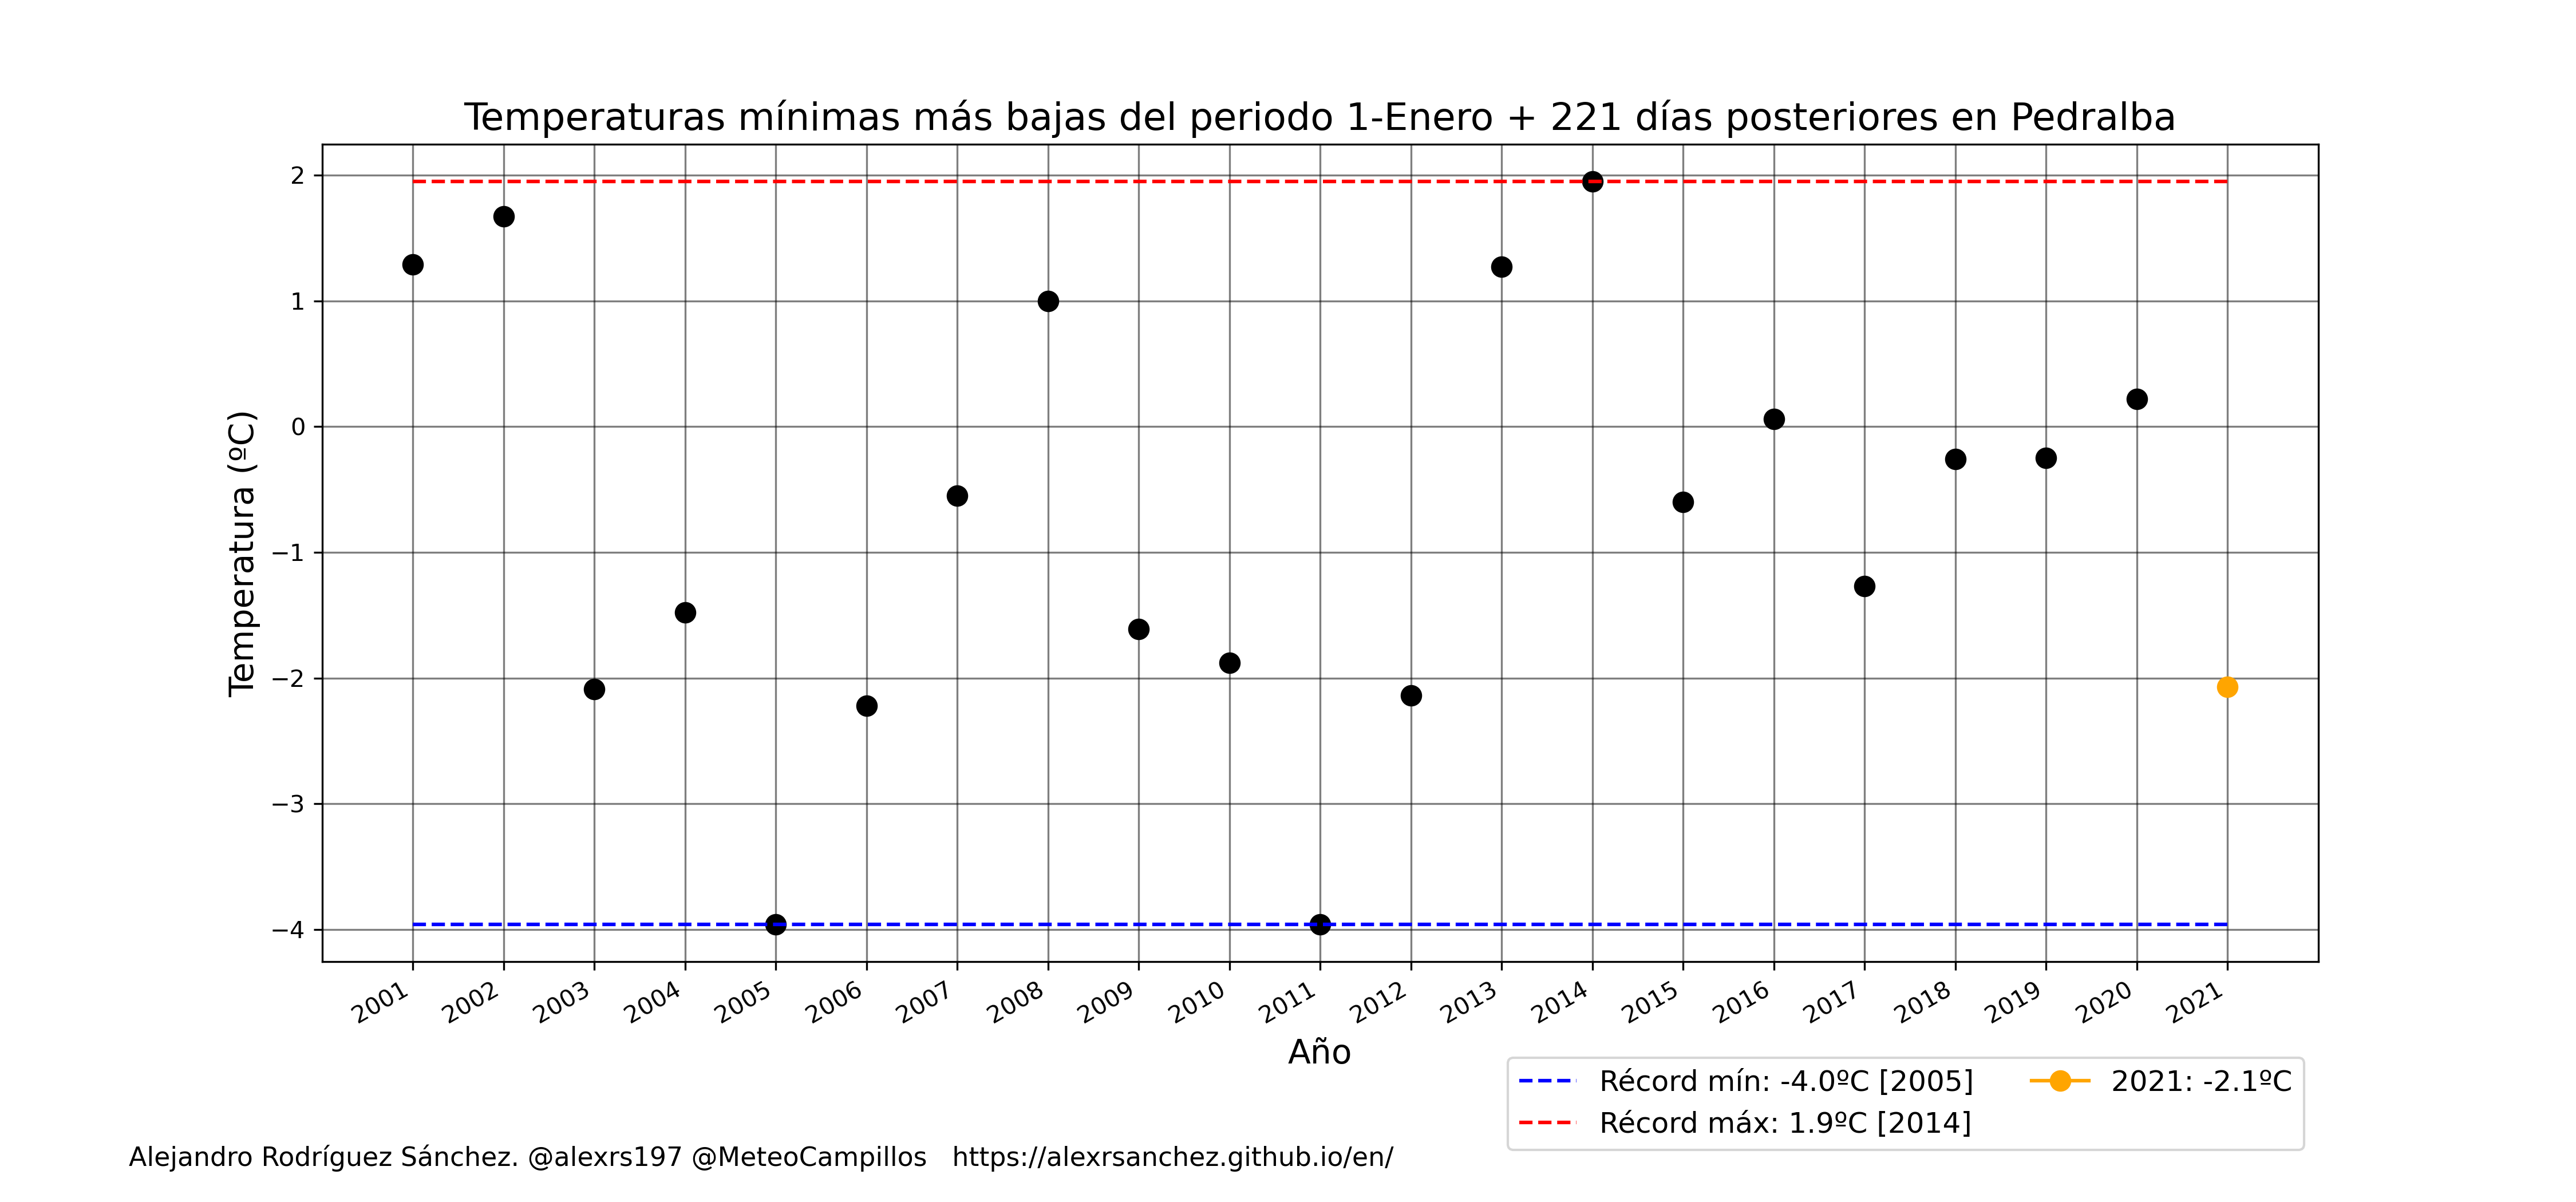 Temperaturas mínimas más bajas del periodo 1-Enero + 221 días posteriores en Pedralba
Temperatura (ºC)
2
1
0
−1
−2
−3
−4
2001 2002 2003 2004 2005 2006 2007 2008 2009 2010 2011 2012 2013 2014 2015 2016 2017 2018 2019 2020 2021
Año
Récord mín: -4.0ºC [2005]
Récord máx: 1.9ºC [2014]
2021: -2.1ºC
Alejandro Rodríguez Sánchez. @alexrs197 @MeteoCampillos   https://alexrsanchez.github.io/en/